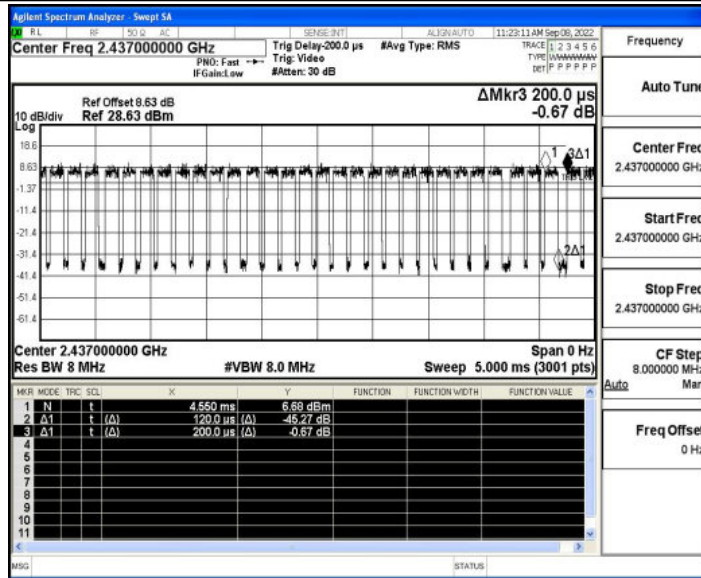 Agilent Spectrum Analyzer - Swept SA
RL RF 50 Ω AC SENSE:INT ALIGN AUTO 11:23:11 AM Sep 08, 2022
Center Freq 2.437000000 GHz
PNO: Fast
IFGain:Low
Trig Delay-200.0 µs
Trig: Video
#Atten: 30 dB
#Avg Type: RMS
TRACE 1 2 3 4 5 6
TYPE WWWWWW
DET P P P P P P
Ref Offset 8.63 dB
Ref 28.63 dBm
10 dB/div
Log
ΔMkr3 200.0 µs
-0.67 dB
18.6
8.63
-1.37
-11.4
-21.4
-31.4
-41.4
-51.4
-61.4
1
3Δ1
2Δ1
Center 2.437000000 GHz
Span 0 Hz
Res BW 8 MHz
#VBW 8.0 MHz
Sweep 5.000 ms (3001 pts)
MKR MODE TRC SCL X Y FUNCTION FUNCTION WIDTH FUNCTION VALUE
1 N t 4.550 ms 6.68 dBm
2 Δ1 t (Δ) 120.0 µs (Δ) -45.27 dB
3 Δ1 t (Δ) 200.0 µs (Δ) -0.67 dB
4
5
6
7
8
9
10
11
MSG
STATUS
Frequency
Auto Tune
Center Freq
2.437000000 GHz
Start Freq
2.437000000 GHz
Stop Freq
2.437000000 GHz
CF Step
8.000000 MHz
Auto Man
Freq Offset
0 Hz